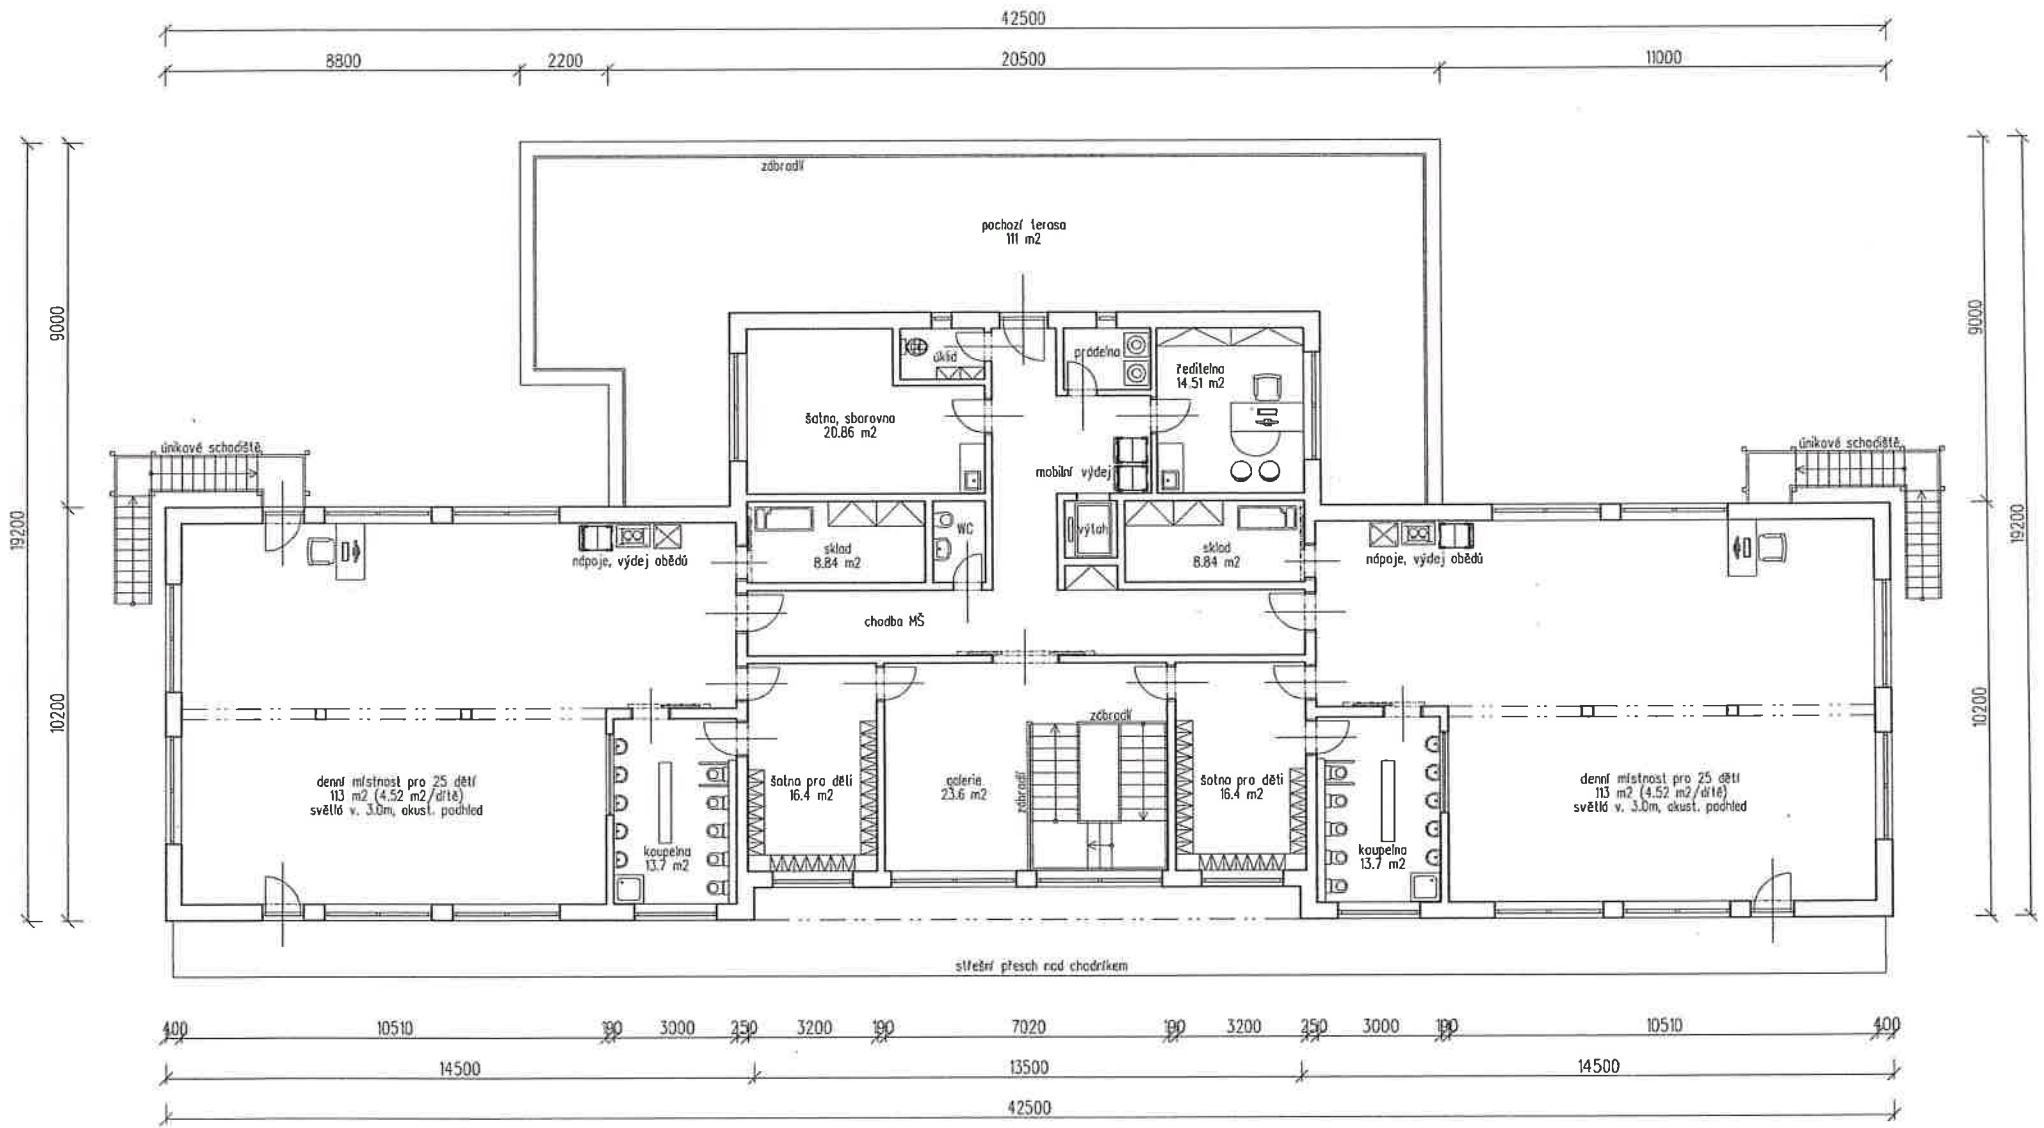 42500
8800
2200
20500
11000
zábradlí
pochozí terasa
111 m2
9000
9000
19200
19200
úklid
prádelna
ředitelna
14.51 m2
šatna, sborovna
20.86 m2
mobilní výdej
únikové schodiště
únikové schodiště
nápoje, výdej obědů
sklad
8.84 m2
WC
výtah
sklad
8.84 m2
nápoje, výdej obědů
chodba MŠ
10200
10200
zábradlí
denní místnost pro 25 dětí
113 m2 (4.52 m2/dítě)
světlá v. 3.0m, akust. podhled
šatna pro děti
16.4 m2
galerie
23.6 m2
zábradlí
šatna pro děti
16.4 m2
denní místnost pro 25 dětí
113 m2 (4.52 m2/dítě)
světlá v. 3.0m, akust. podhled
koupelna
13.7 m2
koupelna
13.7 m2
střešní přesah nad chodníkem
400
10510
190
3000
250
3200
190
7020
190
3200
250
3000
190
10510
400
14500
13500
14500
42500